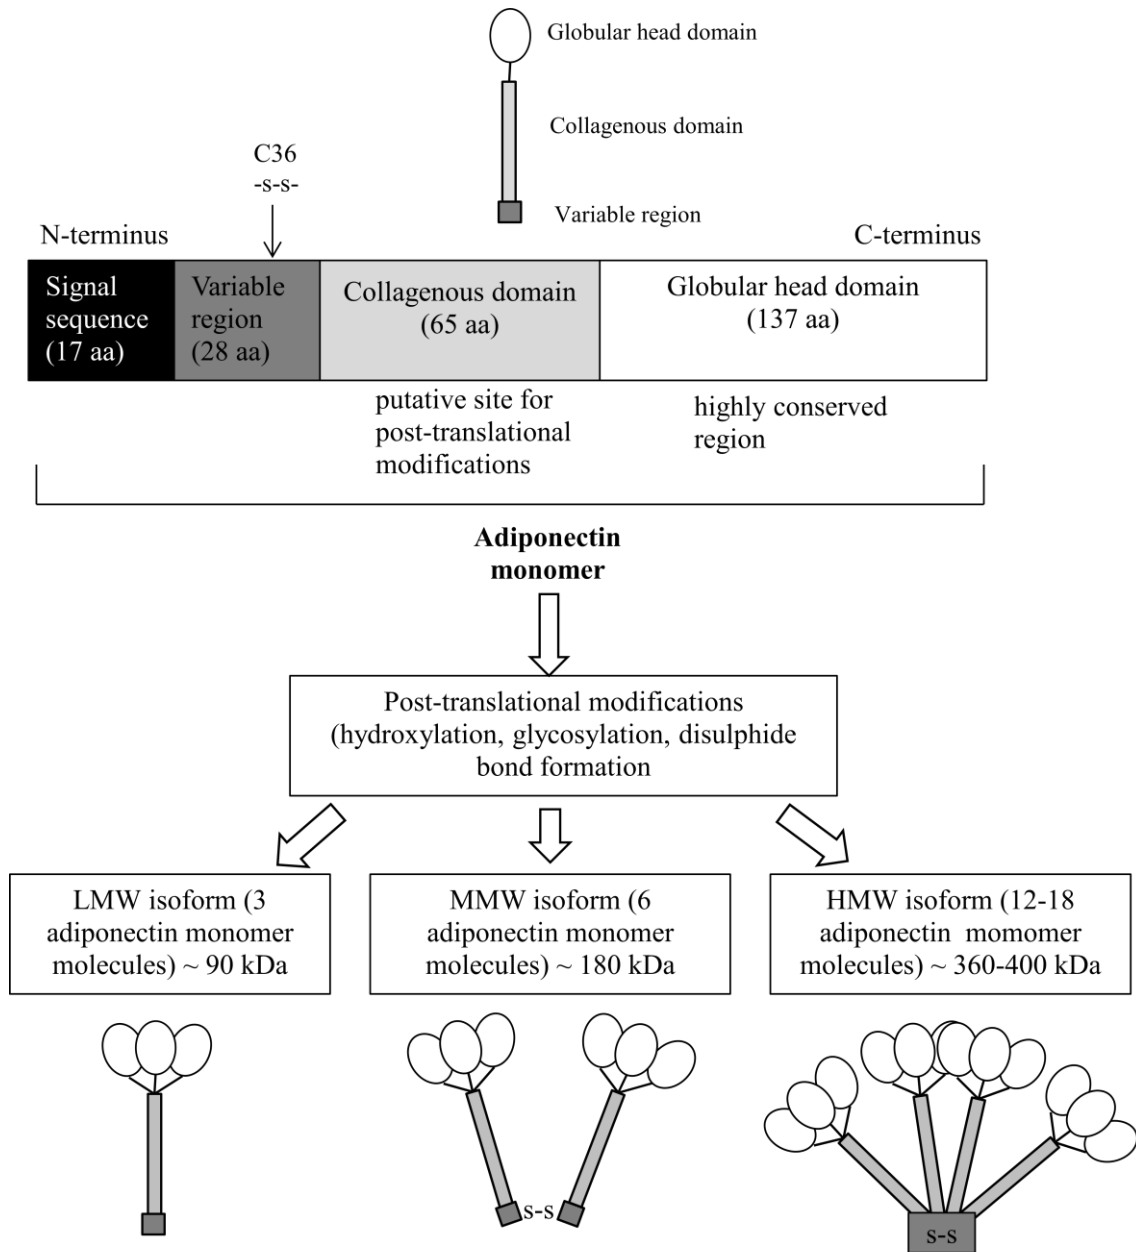 Globular head domain
Collagenous domain
Variable region
C36
-s-s-
N-terminus
C-terminus
Signal
sequence
(17 aa)
Variable
region
(28 aa)
Collagenous domain
(65 aa)
Globular head domain
(137 aa)
putative site for
post-translational
modifications
highly conserved
region
Adiponectin
monomer
Post-translational modifications
(hydroxylation, glycosylation, disulphide
bond formation
LMW isoform (3
adiponectin monomer
molecules) ~ 90 kDa
MMW isoform (6
adiponectin monomer
molecules) ~ 180 kDa
HMW isoform (12-18
adiponectin momomer
molecules) ~ 360-400 kDa
s-s
s-s